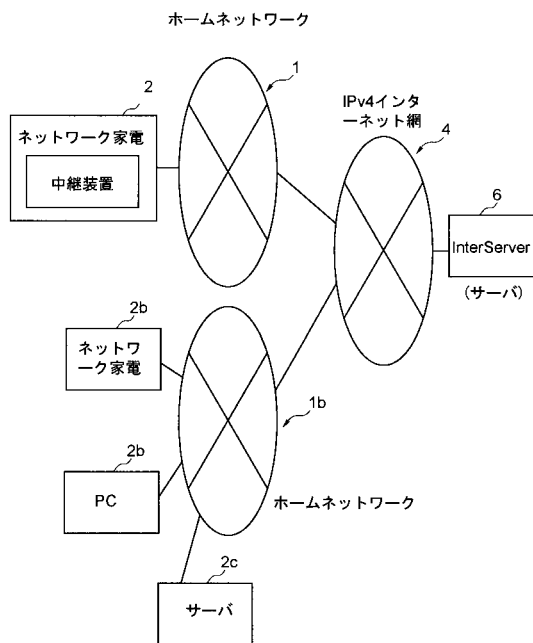 ホームネットワーク
1
2
ネットワーク家電
中継装置
IPv4インタ
ーネット網
4
6
InterServer
(サーバ)
2b
ネットワ
ーク家電
1b
2b
PC
ホームネットワーク
2c
サーバ